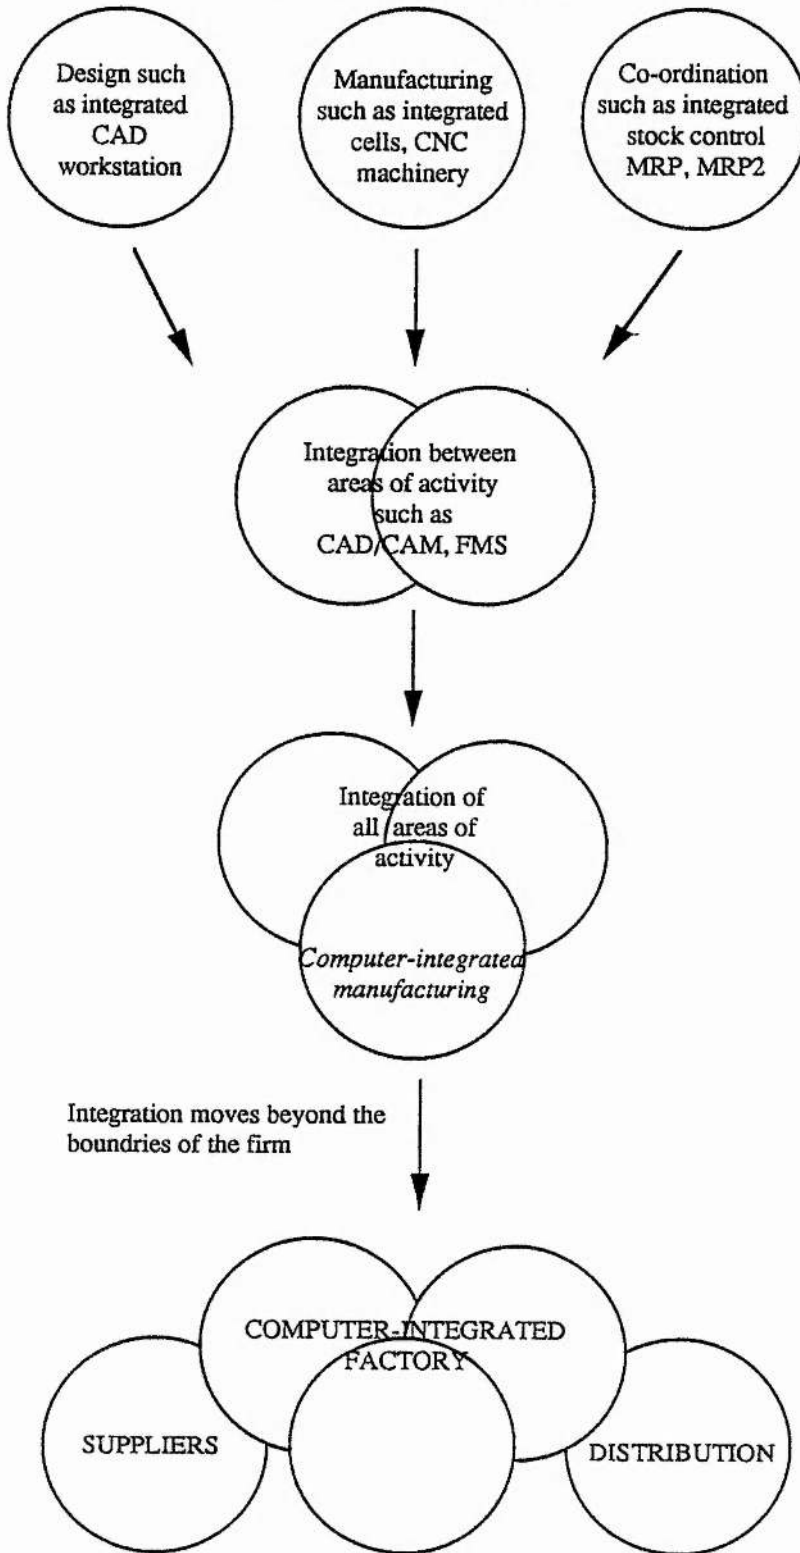 Design such
as integrated
CAD
workstation
Manufacturing
such as integrated
cells, CNC
machinery
Co-ordination
such as integrated
stock control
MRP, MRP2
Integration between
areas of activity
such as
CAD/CAM, FMS
Integration of
all areas of
activity
Computer-integrated
manufacturing
Integration moves beyond the
boundries of the firm
COMPUTER-INTEGRATED
FACTORY
SUPPLIERS
DISTRIBUTION